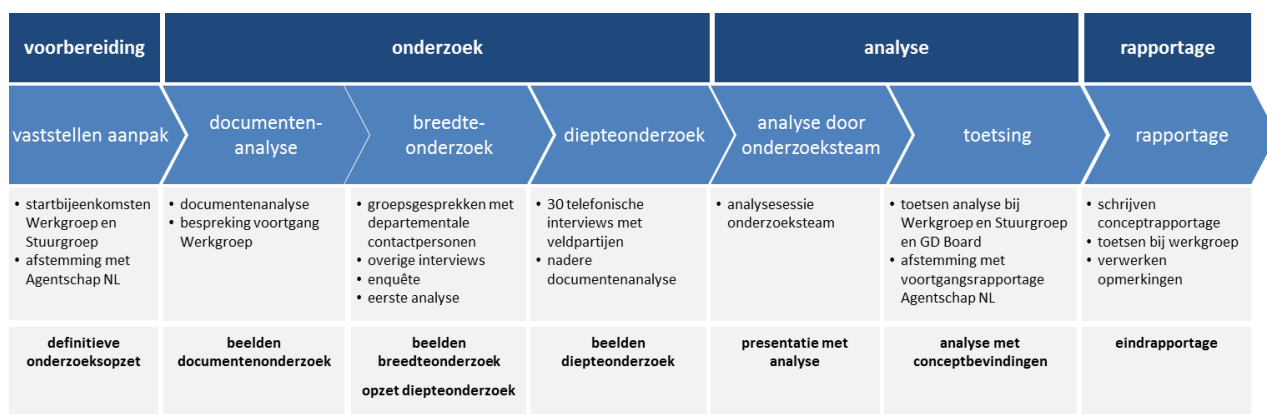 voorbereiding
onderzoek
analyse
rapportage
vaststellen aanpak
documenten-
analyse
breedte-
onderzoek
diepteonderzoek
analyse door
onderzoeksteam
toetsing
rapportage
• startbijeenkomsten
Werkgroep en
Stuurgroep
• afstemming met
Agentschap NL
• documentenanalyse
• bespreking voortgang
Werkgroep
• groepsgesprekken met
departementale
contactpersonen
• overige interviews
• enquête
• eerste analyse
• 30 telefonische
interviews met
veldpartijen
• nadere
documentenanalyse
• analysesessie
onderzoeksteam
• toetsen analyse bij
Werkgroep en Stuurgroep
en GD Board
• afstemming met
voortgangsrapportage
Agentschap NL
• schrijven
conceptrapportage
• toetsen bij werkgroep
• verwerken
opmerkingen
definitieve
onderzoeksopzet
beelden
documentenonderzoek
beelden
breedteonderzoek
opzet diepteonderzoek
beelden
diepteonderzoek
presentatie met
analyse
analyse met
conceptbevindingen
eindrapportage